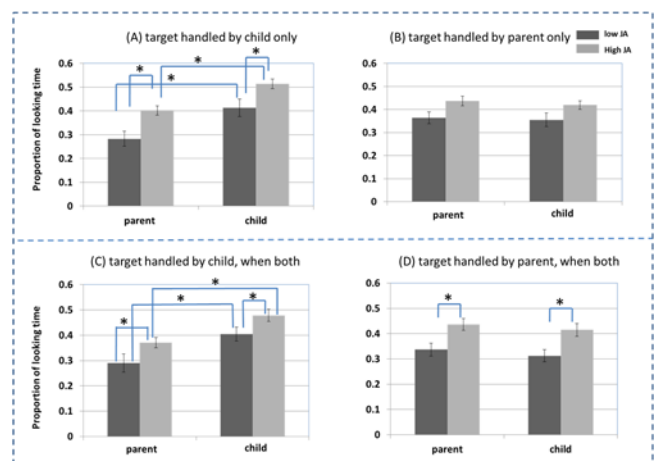 (A) target handled by child only
(B) target handled by parent only
low JA
High JA
Proportion of looking time
0.6
0.5
0.4
0.3
0.2
0.1
0
*
*
*
*
parent
child
0.6
0.5
0.4
0.3
0.2
0.1
0
parent
child
(C) target handled by child, when both
(D) target handled by parent, when both
Proportion of looking time
0.6
0.5
0.4
0.3
0.2
0.1
0
*
*
*
*
parent
child
0.6
0.5
0.4
0.3
0.2
0.1
0
*
*
parent
child